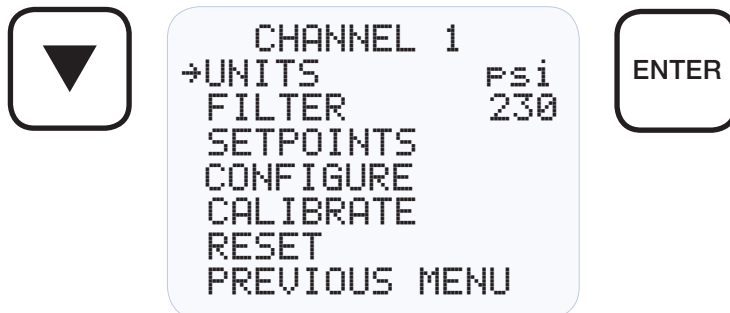 CHANNEL 1
→UNITS psi
FILTER 230
SETPOINTS
CONFIGURE
CALIBRATE
RESET
PREVIOUS MENU
ENTER